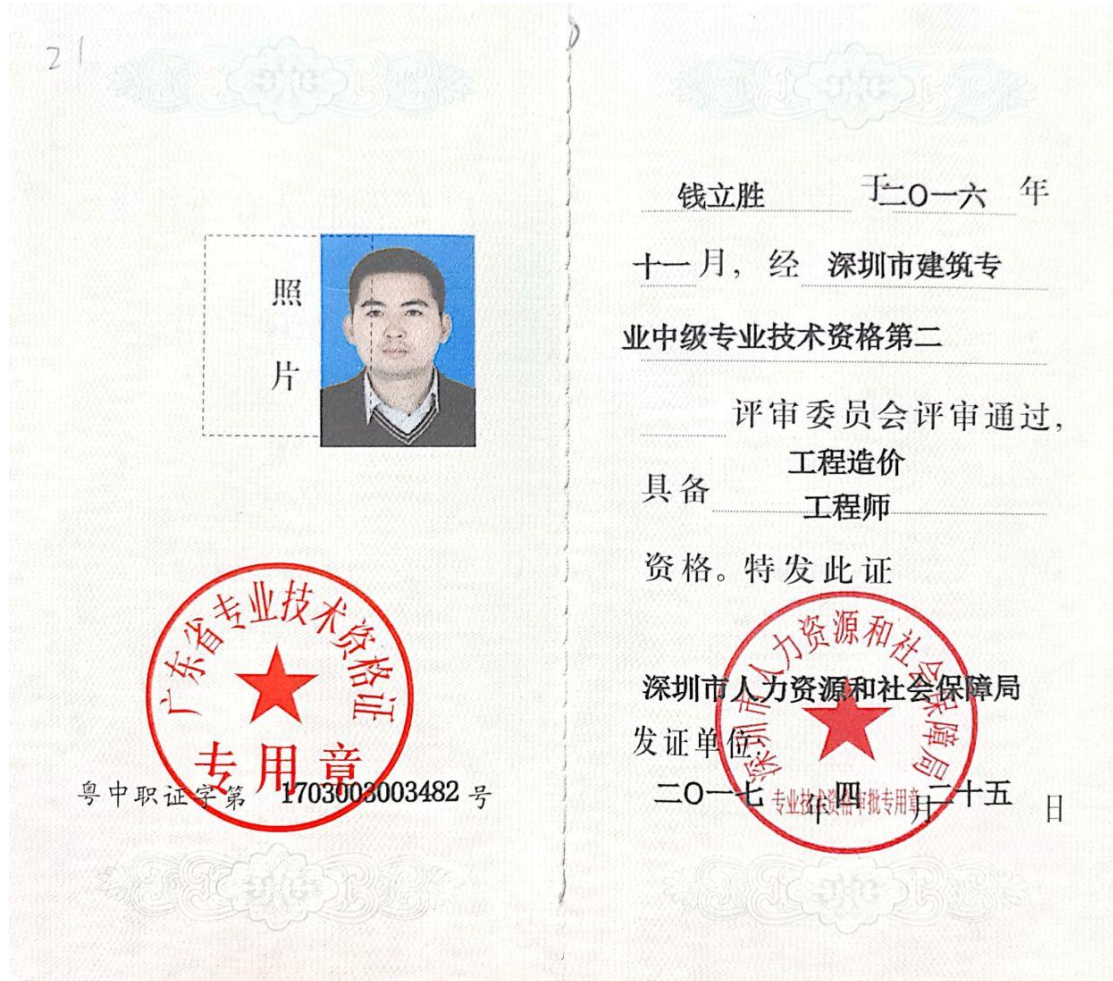 21
照
片
广东省专业技术资格证
专用章
粤中职证字第 1703003003482 号
钱立胜 于二〇一六 年
十一月，经 深圳市建筑专
业中级专业技术资格第二
评审委员会评审通过，
具备
工程造价
工程师
资格。特发此证
深圳市人力资源和社会保障局
深圳市人力资源和社会保障局
发证单位：
二〇一七 年 四 月 二十五 日
专业技术资格审批专用章